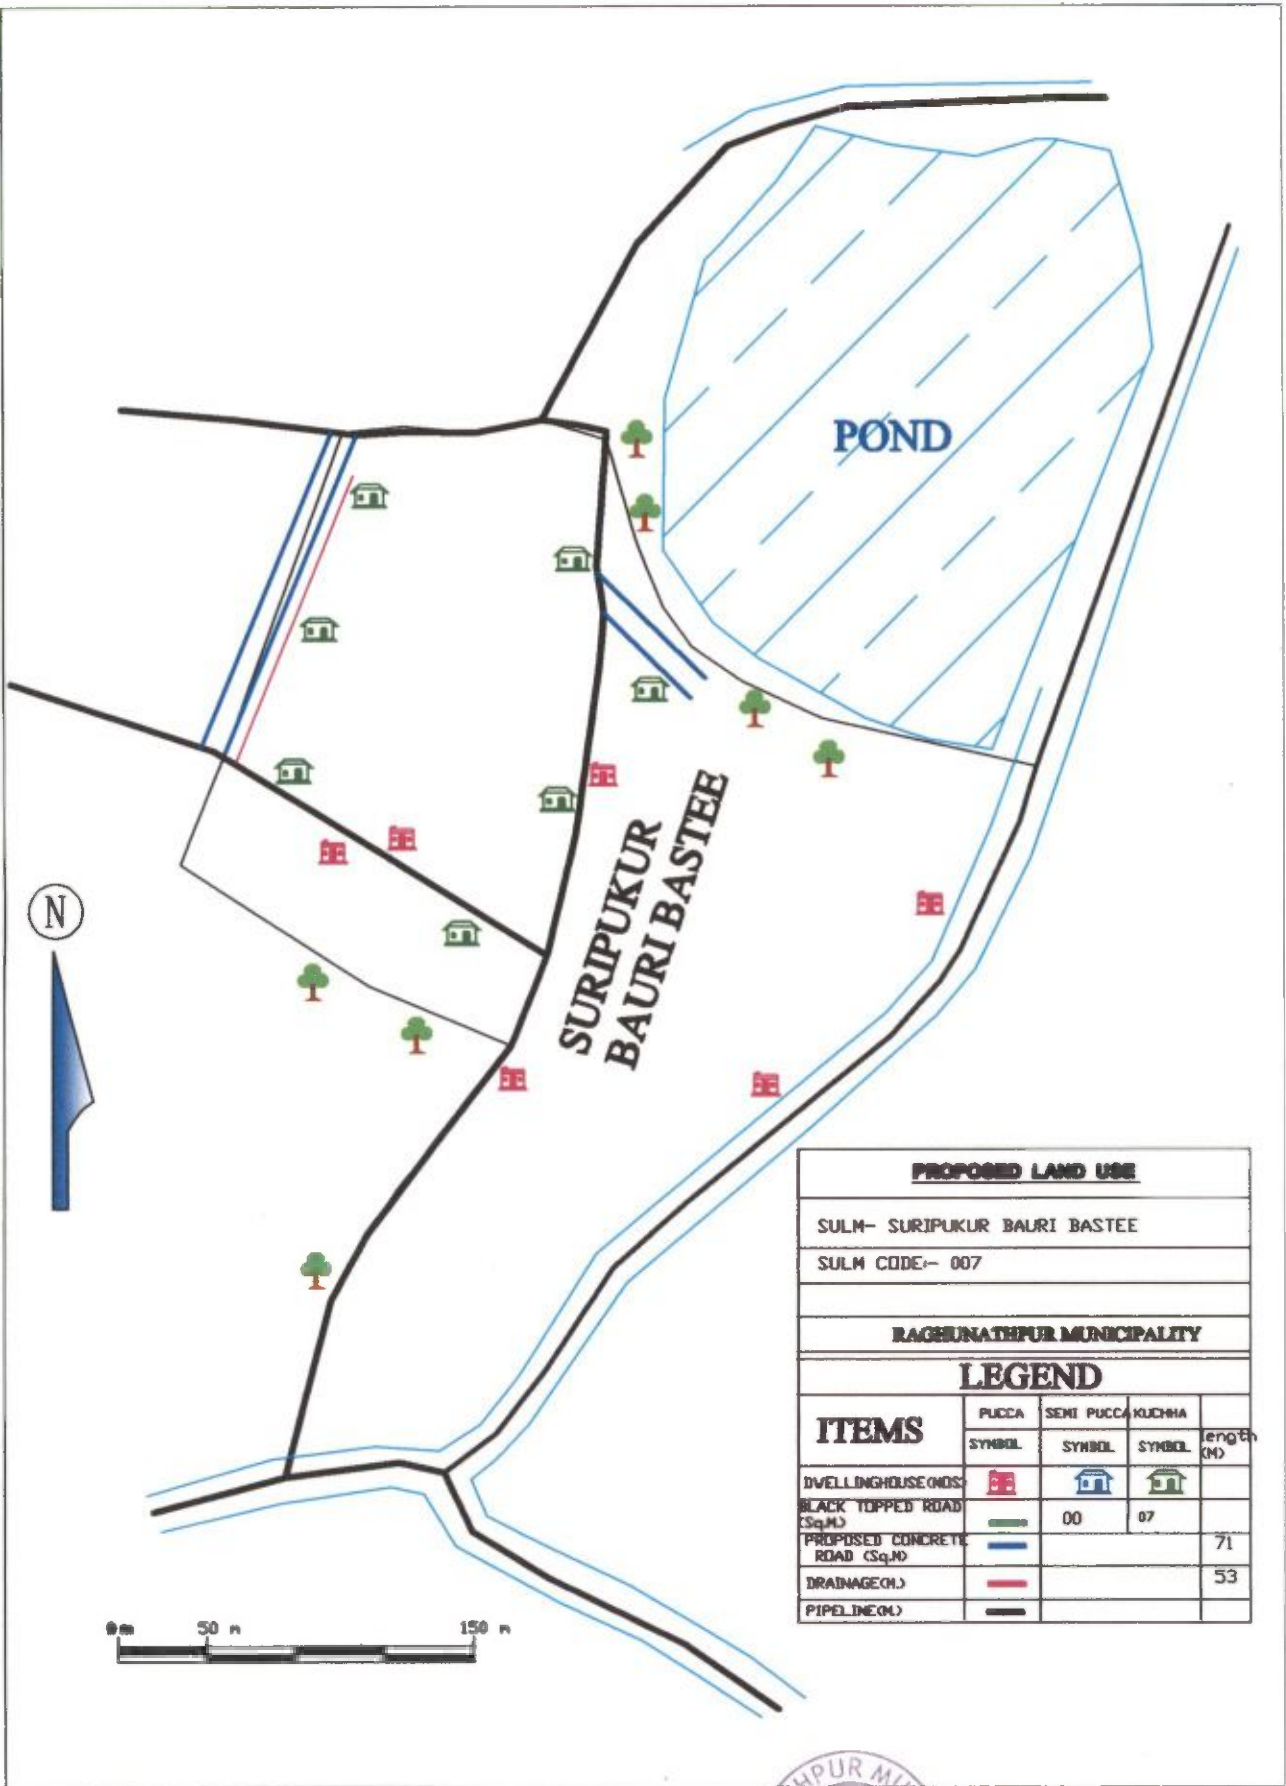 POND
SURIPUKUR
BAURI BASTEE
N
PROPOSED LAND USE
SULM- SURIPUKUR BAURI BASTEE
SULM CODE:- 007
RAGHUNATHPUR MUNICIPALITY
LEGEND
ITEMS PUCCA SEMI PUCCA KUCHHA
SYMBOL SYMBOL SYMBOL length
(M)
DWELLINGHOUSE(NOS)
BLACK TOPPED ROAD
(Sq.M) 00 07
PROPOSED CONCRETE
ROAD (Sq.M) 71
DRAINAGE(M.) 53
PIPELINE(M.)
50 m 150 m